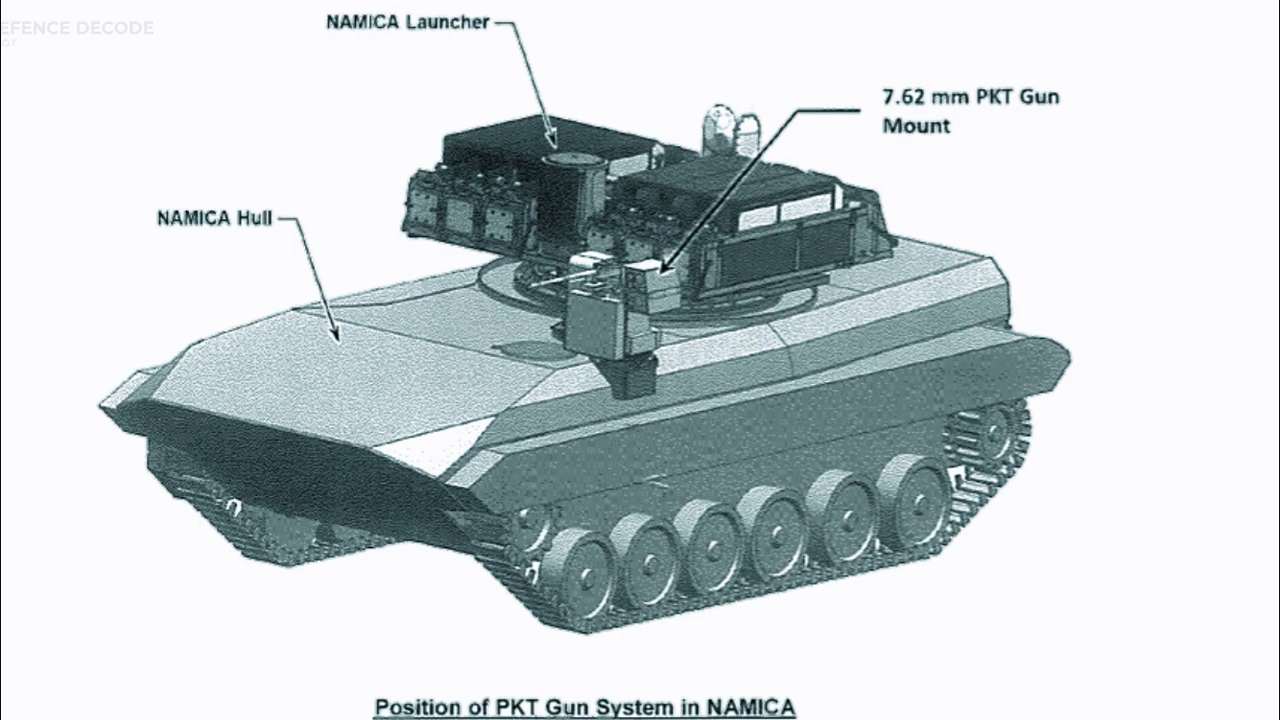 EFENCE DECODE
or
NAMICA Launcher
7.62 mm PKT Gun
Mount
NAMICA Hull
Position of PKT Gun System in NAMICA